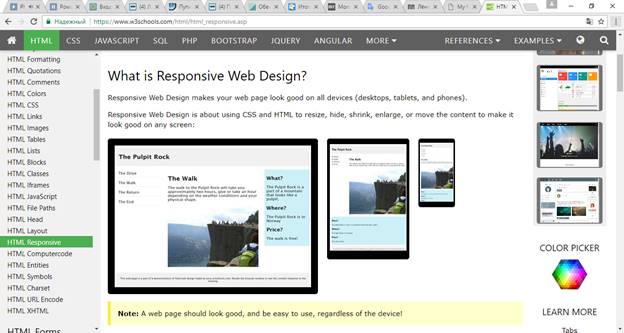 Надежный
https://www.w3schools.com/html/html_responsive.asp
HTML CSS JAVASCRIPT SQL PHP BOOTSTRAP JQUERY ANGULAR MORE REFERENCES EXAMPLES
HTML Formatting
HTML Quotations
HTML Comments
HTML Colors
HTML CSS
HTML Links
HTML Images
HTML Tables
HTML Lists
HTML Blocks
HTML Classes
HTML Iframes
HTML JavaScript
HTML File Paths
HTML Head
HTML Layout
HTML Responsive
HTML Computercode
HTML Entities
HTML Symbols
HTML Charset
HTML URL Encode
HTML XHTML
HTML Forms
What is Responsive Web Design?
Responsive Web Design makes your web page look good on all devices (desktops, tablets, and phones).
Responsive Web Design is about using CSS and HTML to resize, hide, shrink, enlarge, or move the content to make it
look good on any screen:
The Pulpit Rock
The Drive
The Walk
The Return
The End
The Walk
The walk to the Pulpit Rock will take you
approximately two hours, give or take an hour
depending on the weather conditions and your
physical shape.
What?
The Pulpit Rock is a
part of a mountain
that looks like a
pulpit.
Where?
The Pulpit Rock is in
Norway
Price?
The walk is free!
The Pulpit Rock
The Walk
Note: A web page should look good, and be easy to use, regardless of the device!
COLOR PICKER
LEARN MORE
Tabs